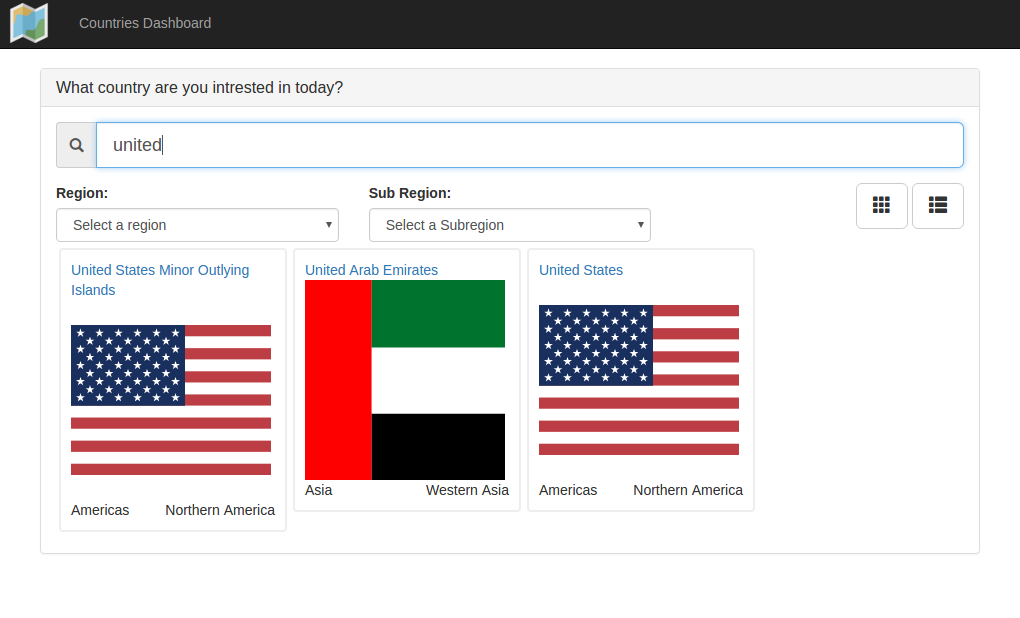 Countries Dashboard
What country are you intrested in today?
united
Region:
Sub Region:
Select a region
Select a Subregion
United States Minor Outlying
Islands
Americas Northern America
United Arab Emirates
Asia Western Asia
United States
Americas Northern America